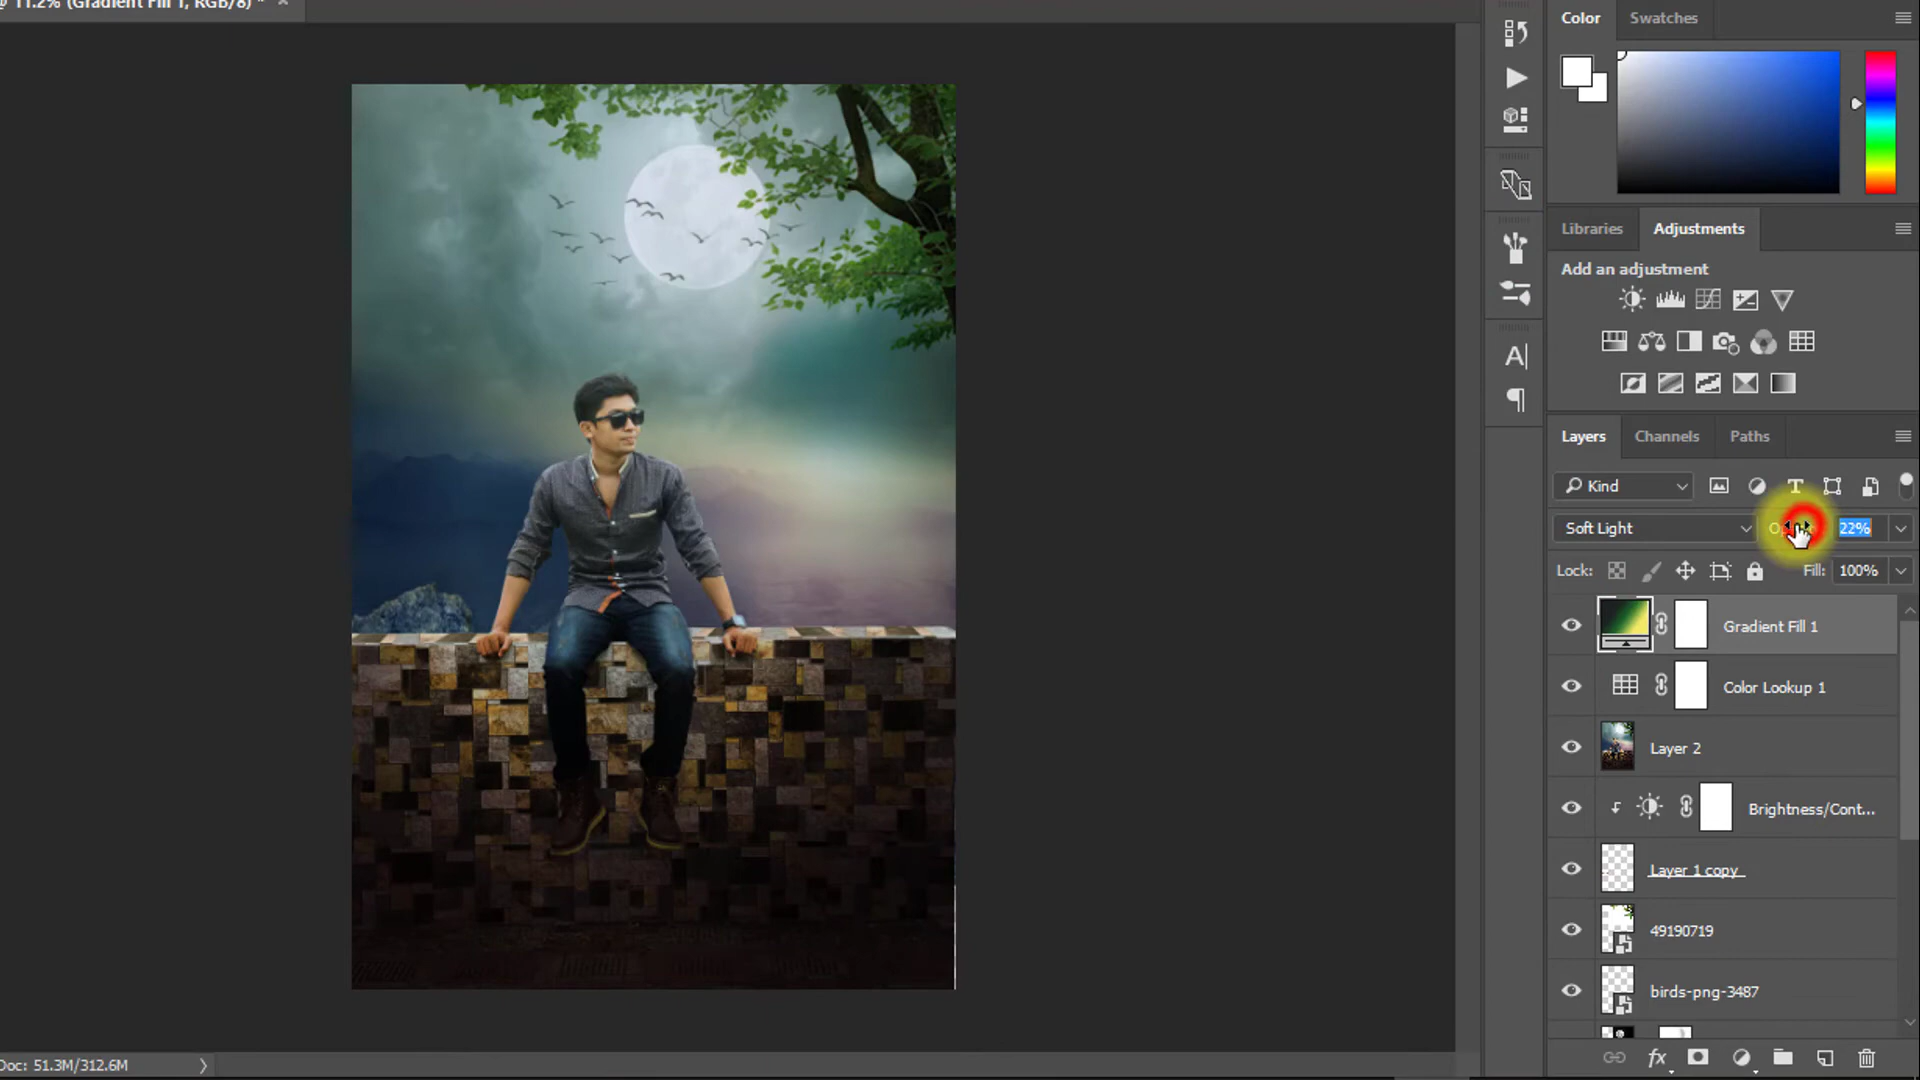 11.2% (Gradient Fill 1, RGB/8) *
Color
Swatches
Libraries
Adjustments
Add an adjustment
Layers
Channels
Paths
Kind
Soft Light
22%
Lock:
Fill:
100%
Gradient Fill 1
Color Lookup 1
Layer 2
Brightness/Cont...
Layer 1 copy
49190719
birds-png-3487
Doc: 51.3M/312.6M